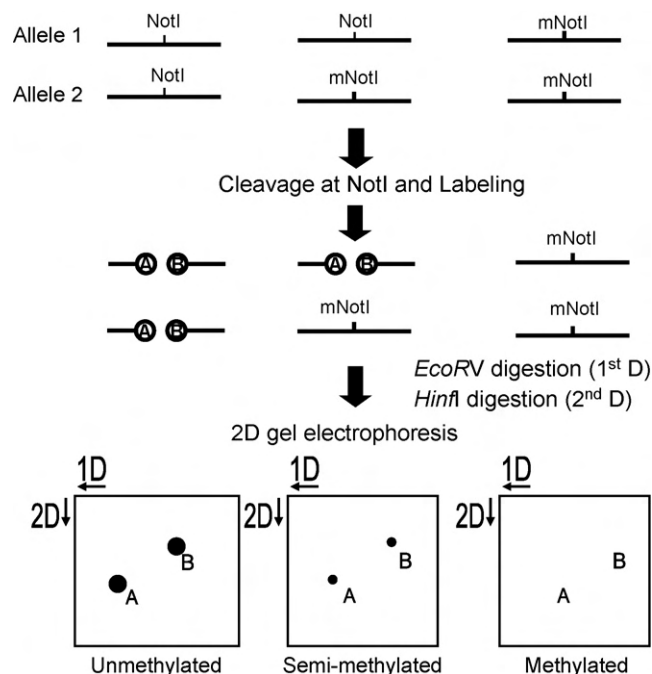 NotI NotI mNotI
Allele 1
NotI mNotI mNotI
Allele 2
Cleavage at NotI and Labeling
mNotI
A B A B
mNotI mNotI
A B
EcoRV digestion (1st D)
HinfI digestion (2nd D)
2D gel electrophoresis
1D 1D 1D
2D 2D 2D
B B B
A A A
Unmethylated Semi-methylated Methylated